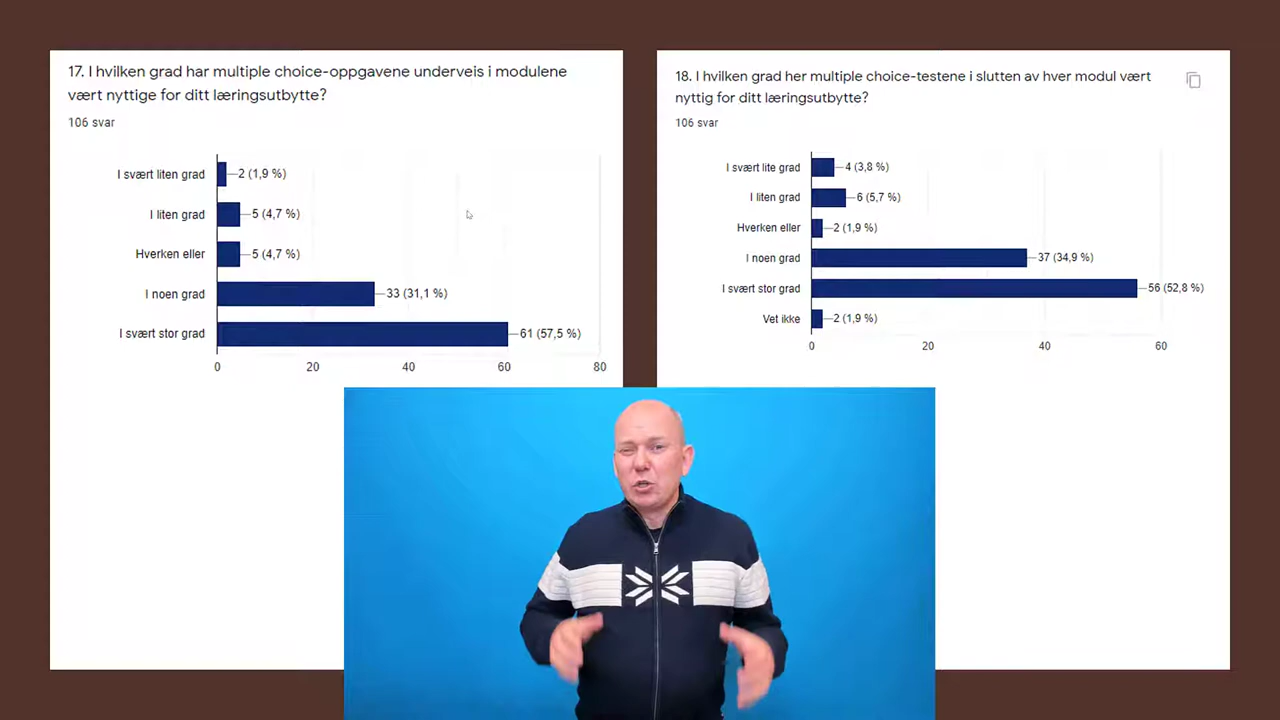 17. I hvilken grad har multiple choice-oppgavene underveis i modulene
vært nyttige for ditt læringsutbytte?
106 svar
I svært liten grad
2 (1,9 %)
I liten grad
5 (4,7 %)
Hverken eller
5 (4,7 %)
I noen grad
33 (31,1 %)
I svært stor grad
61 (57,5 %)
0 20 40 60 80
18. I hvilken grad her multiple choice-testene i slutten av hver modul vært
nyttig for ditt læringsutbytte?
106 svar
I svært lite grad
4 (3,8 %)
I liten grad
6 (5,7 %)
Hverken eller
2 (1,9 %)
I noen grad
37 (34,9 %)
I svært stor grad
56 (52,8 %)
Vet ikke
2 (1,9 %)
0 20 40 60